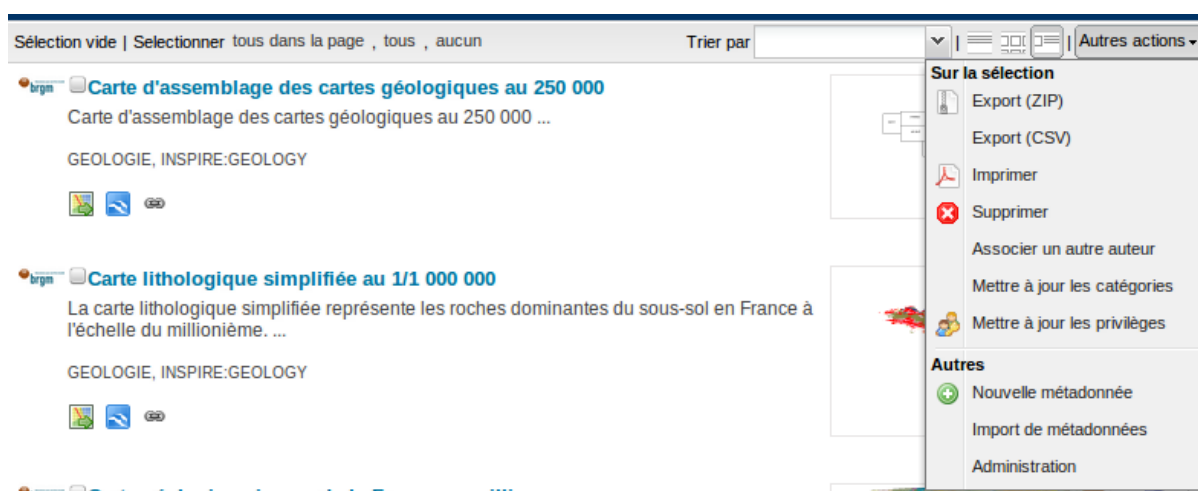 Sélection vide | Selectionner tous dans la page , tous , aucun Trier par | | Autres actions
brgm Carte d'assemblage des cartes géologiques au 250 000
Carte d'assemblage des cartes géologiques au 250 000 ...
GEOLOGIE, INSPIRE:GEOLOGY
brgm Carte lithologique simplifiée au 1/1 000 000
La carte lithologique simplifiée représente les roches dominantes du sous-sol en France à
l'échelle du millionième. ...
GEOLOGIE, INSPIRE:GEOLOGY
Sur la sélection
Export (ZIP)
Export (CSV)
Imprimer
Supprimer
Associer un autre auteur
Mettre à jour les catégories
Mettre à jour les privilèges
Autres
Nouvelle métadonnée
Import de métadonnées
Administration